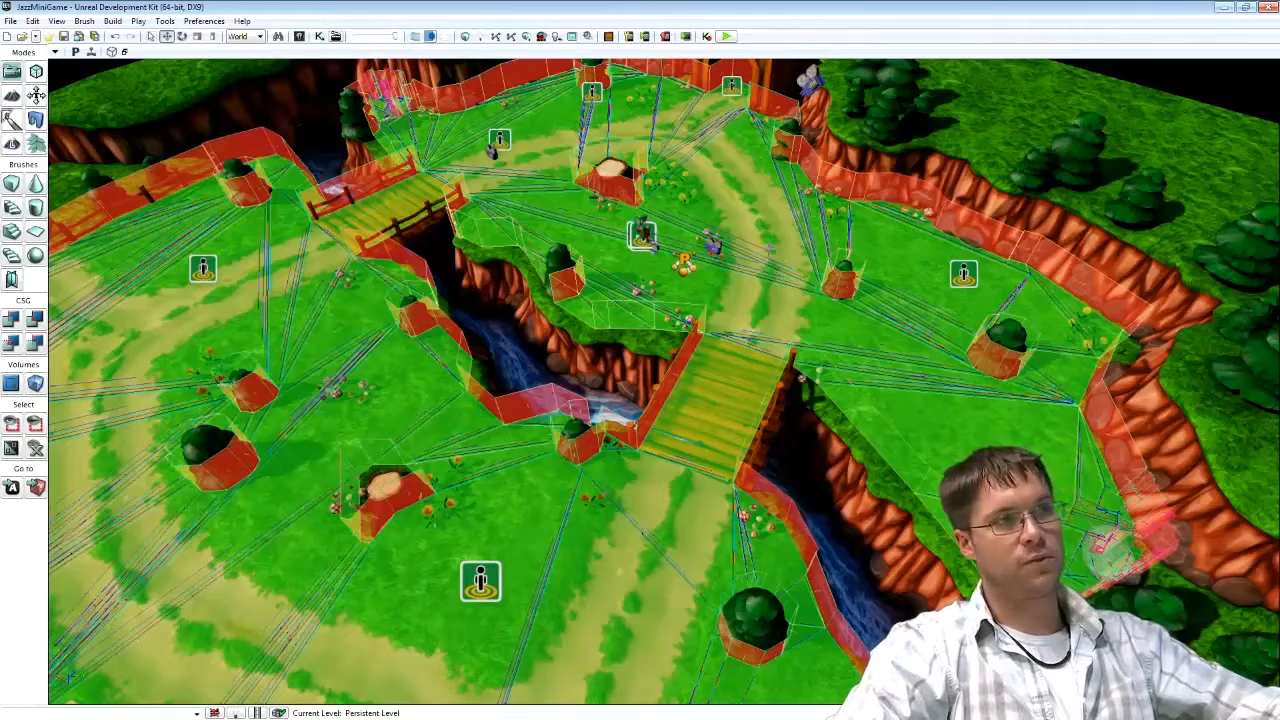 JazzMiniGame - Unreal Development Kit (64-bit, DX9)
File Edit View Brush Build Play Tools Preferences Help
World
Modes
P
Brushes
CSG
Volumes
Select
Go to
P
Current Level: Persistent Level